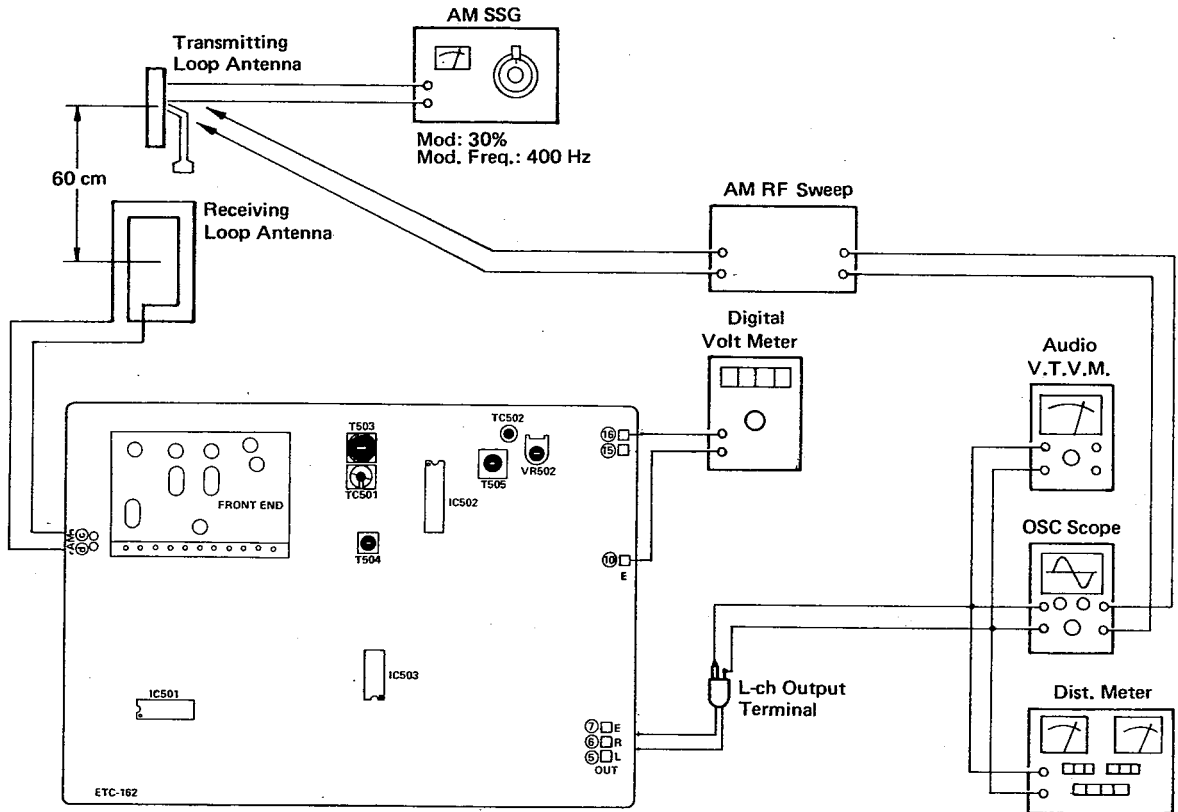 AM SSG
Transmitting
Loop Antenna
Mod: 30%
Mod. Freq.: 400 Hz
60 cm
Receiving
Loop Antenna
AM RF Sweep
Digital
Volt Meter
Audio
V.T.V.M.
TC502
T503
16
15
VR502
T505
TC501
IC502
FRONT END
OSC Scope
AM
c
d
T504
10
E
IC503
IC501
L-ch Output
Terminal
Dist. Meter
7 E
6 R
5 L
OUT
ETC-162